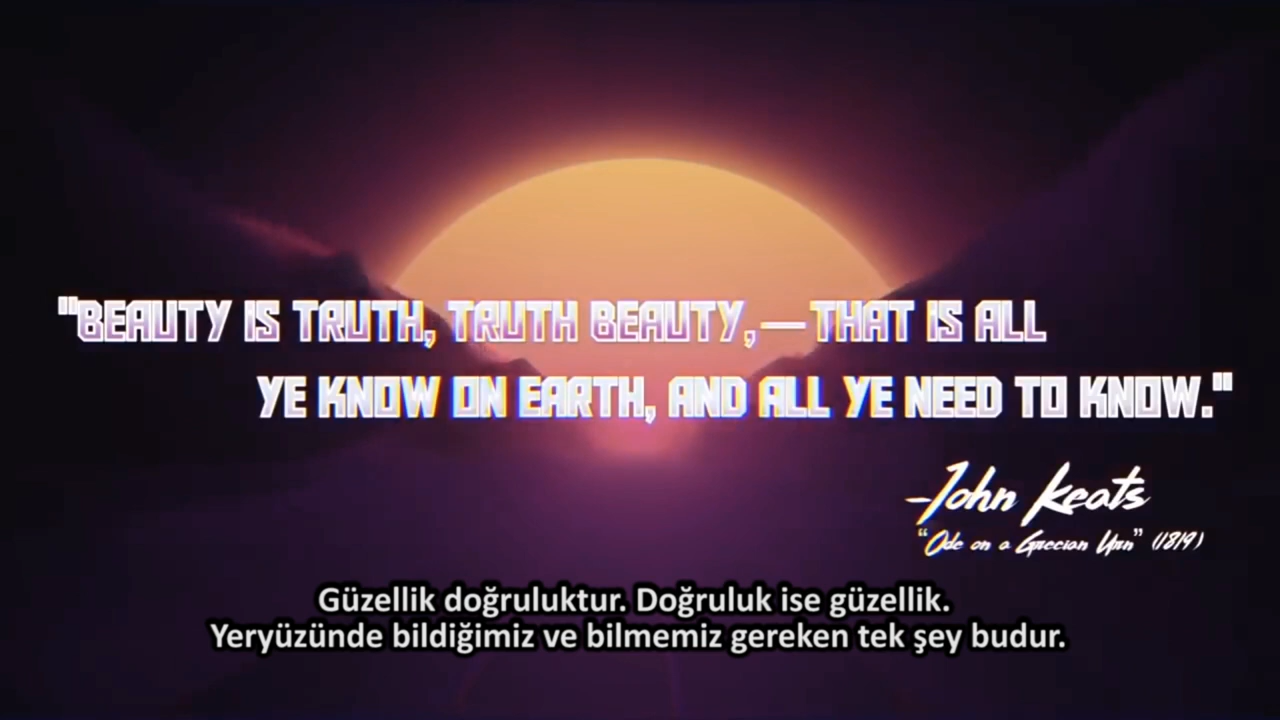 "BEAUTY IS TRUTH, TRUTH BEAUTY,—THAT IS ALL
YE KNOW ON EARTH, AND ALL YE NEED TO KNOW."
-John Keats
“Ode on a Grecian Urn” (1819)
Güzellik doğruluktur. Doğruluk ise güzellik.
Yeryüzünde bildiğimiz ve bilmemiz gereken tek şey budur.